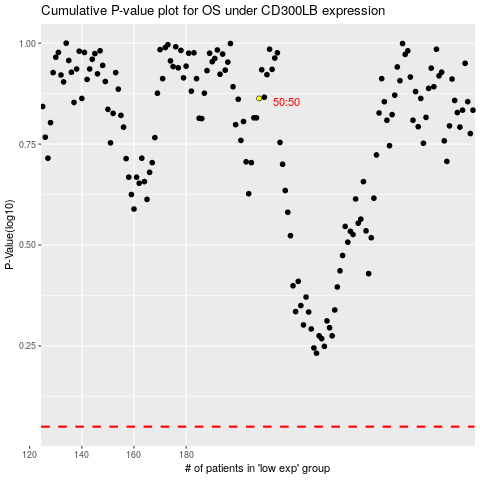 Cumulative P-value plot for OS under CD300LB expression
P-Value(log10)
1.00
0.75
0.50
0.25
50:50
120 140 160 180
# of patients in 'low exp' group